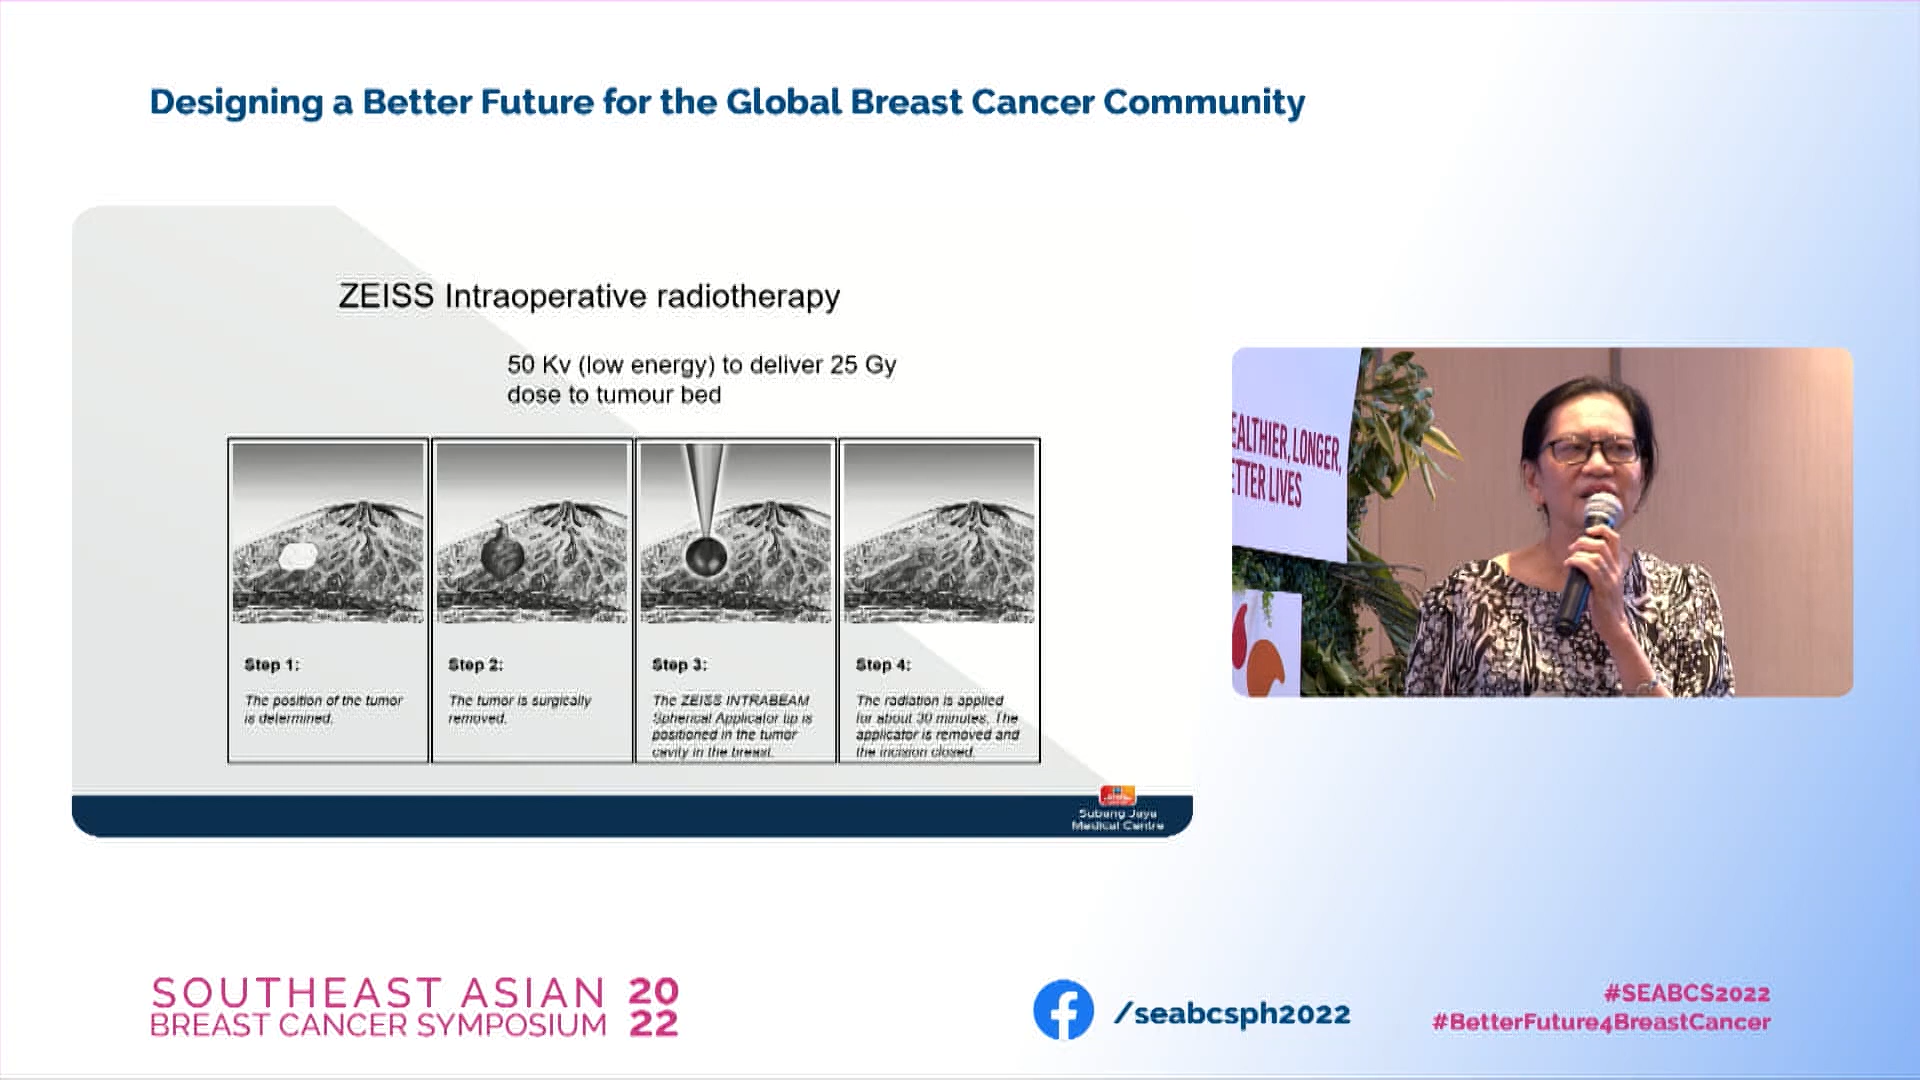 Designing a Better Future for the Global Breast Cancer Community
ZEISS Intraoperative radiotherapy
50 Kv (low energy) to deliver 25 Gy
dose to tumour bed
Step 1:
The position of the tumor
is determined.
Step 2:
The tumor is surgically
removed.
Step 3:
The ZEISS INTRABEAM
Spherical Applicator tip is
positioned in the tumor
cavity in the breast.
Step 4:
The radiation is applied
for about 30 minutes. The
applicator is removed and
the incision closed.
Subang Jaya
Medical Centre
EALTHIER, LONGER,
ETTER LIVES
SOUTHEAST ASIAN 20
BREAST CANCER SYMPOSIUM 22
/seabcsph2022
#SEABCS2022
#BetterFuture4BreastCancer